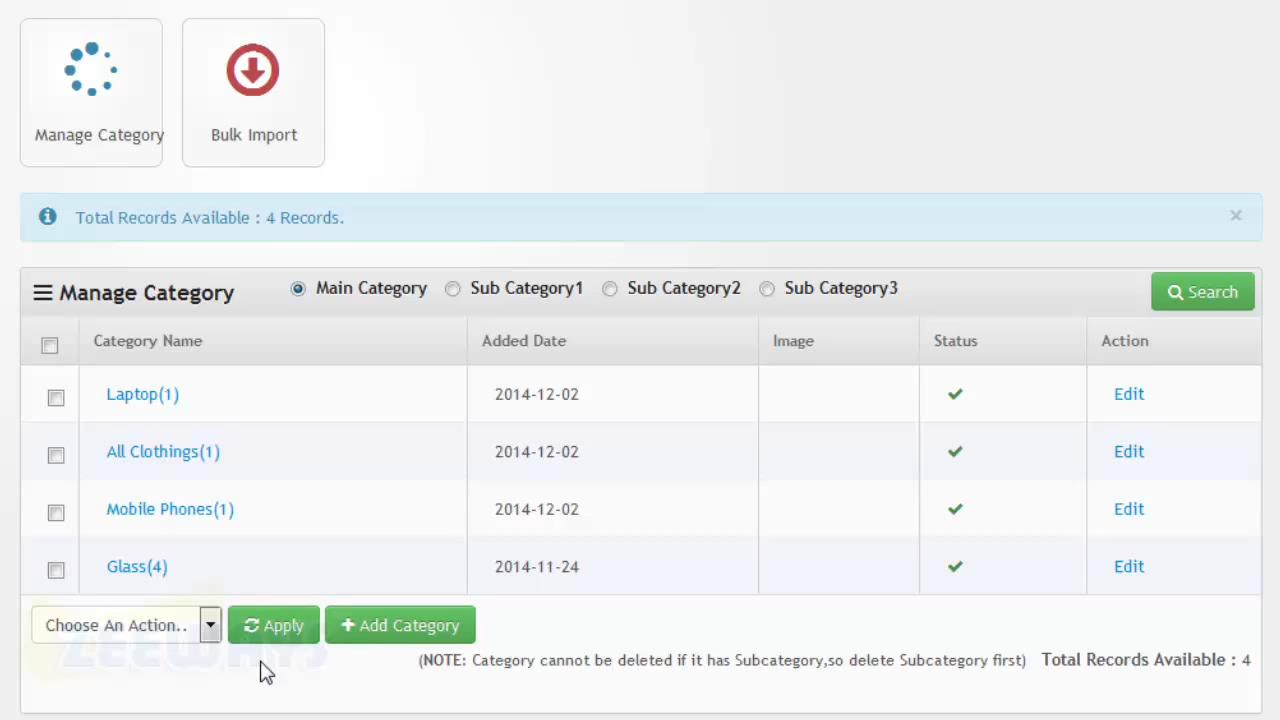 Manage Category
Bulk Import
Total Records Available : 4 Records.
×
Manage Category Main Category Sub Category1 Sub Category2 Sub Category3 Search
Category Name Added Date Image Status Action
Laptop(1) 2014-12-02 Edit
All Clothings(1) 2014-12-02 Edit
Mobile Phones(1) 2014-12-02 Edit
Glass(4) 2014-11-24 Edit
Choose An Action.. Apply Add Category
ZEEWAYS
(NOTE: Category cannot be deleted if it has Subcategory,so delete Subcategory first) Total Records Available : 4